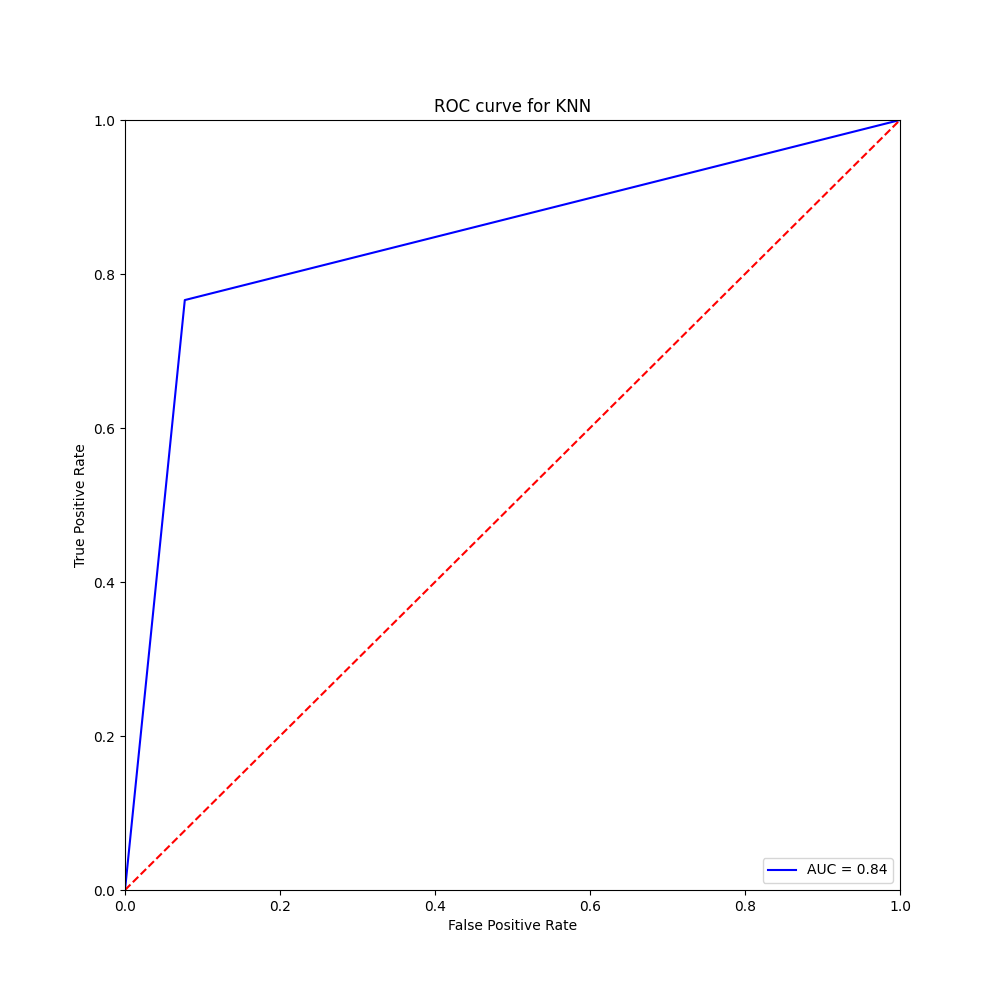 ROC curve for KNN
1.0
0.8
0.6
0.4
0.2
0.0
True Positive Rate
AUC = 0.84
0.0 0.2 0.4 0.6 0.8 1.0
False Positive Rate